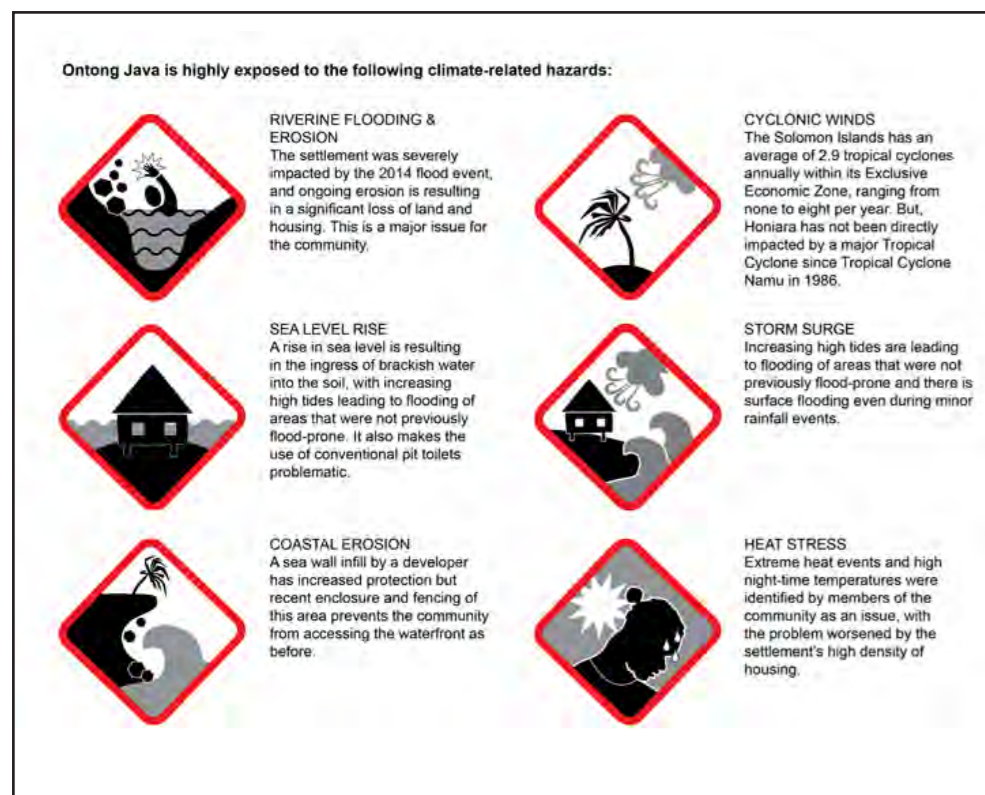 Ontong Java is highly exposed to the following climate-related hazards:
RIVERINE FLOODING &
EROSION
The settlement was severely
impacted by the 2014 flood event,
and ongoing erosion is resulting
in a significant loss of land and
housing. This is a major issue for
the community.
CYCLONIC WINDS
The Solomon Islands has an
average of 2.9 tropical cyclones
annually within its Exclusive
Economic Zone, ranging from
none to eight per year. But,
Honiara has not been directly
impacted by a major Tropical
Cyclone since Tropical Cyclone
Namu in 1986.
SEA LEVEL RISE
A rise in sea level is resulting
in the ingress of brackish water
into the soil, with increasing
high tides leading to flooding of
areas that were not previously
flood-prone. It also makes the
use of conventional pit toilets
problematic.
STORM SURGE
Increasing high tides are leading
to flooding of areas that were not
previously flood-prone and there is
surface flooding even during minor
rainfall events.
COASTAL EROSION
A sea wall infill by a developer
has increased protection but
recent enclosure and fencing of
this area prevents the community
from accessing the waterfront as
before.
HEAT STRESS
Extreme heat events and high
night-time temperatures were
identified by members of the
community as an issue, with
the problem worsened by the
settlement's high density of
housing.